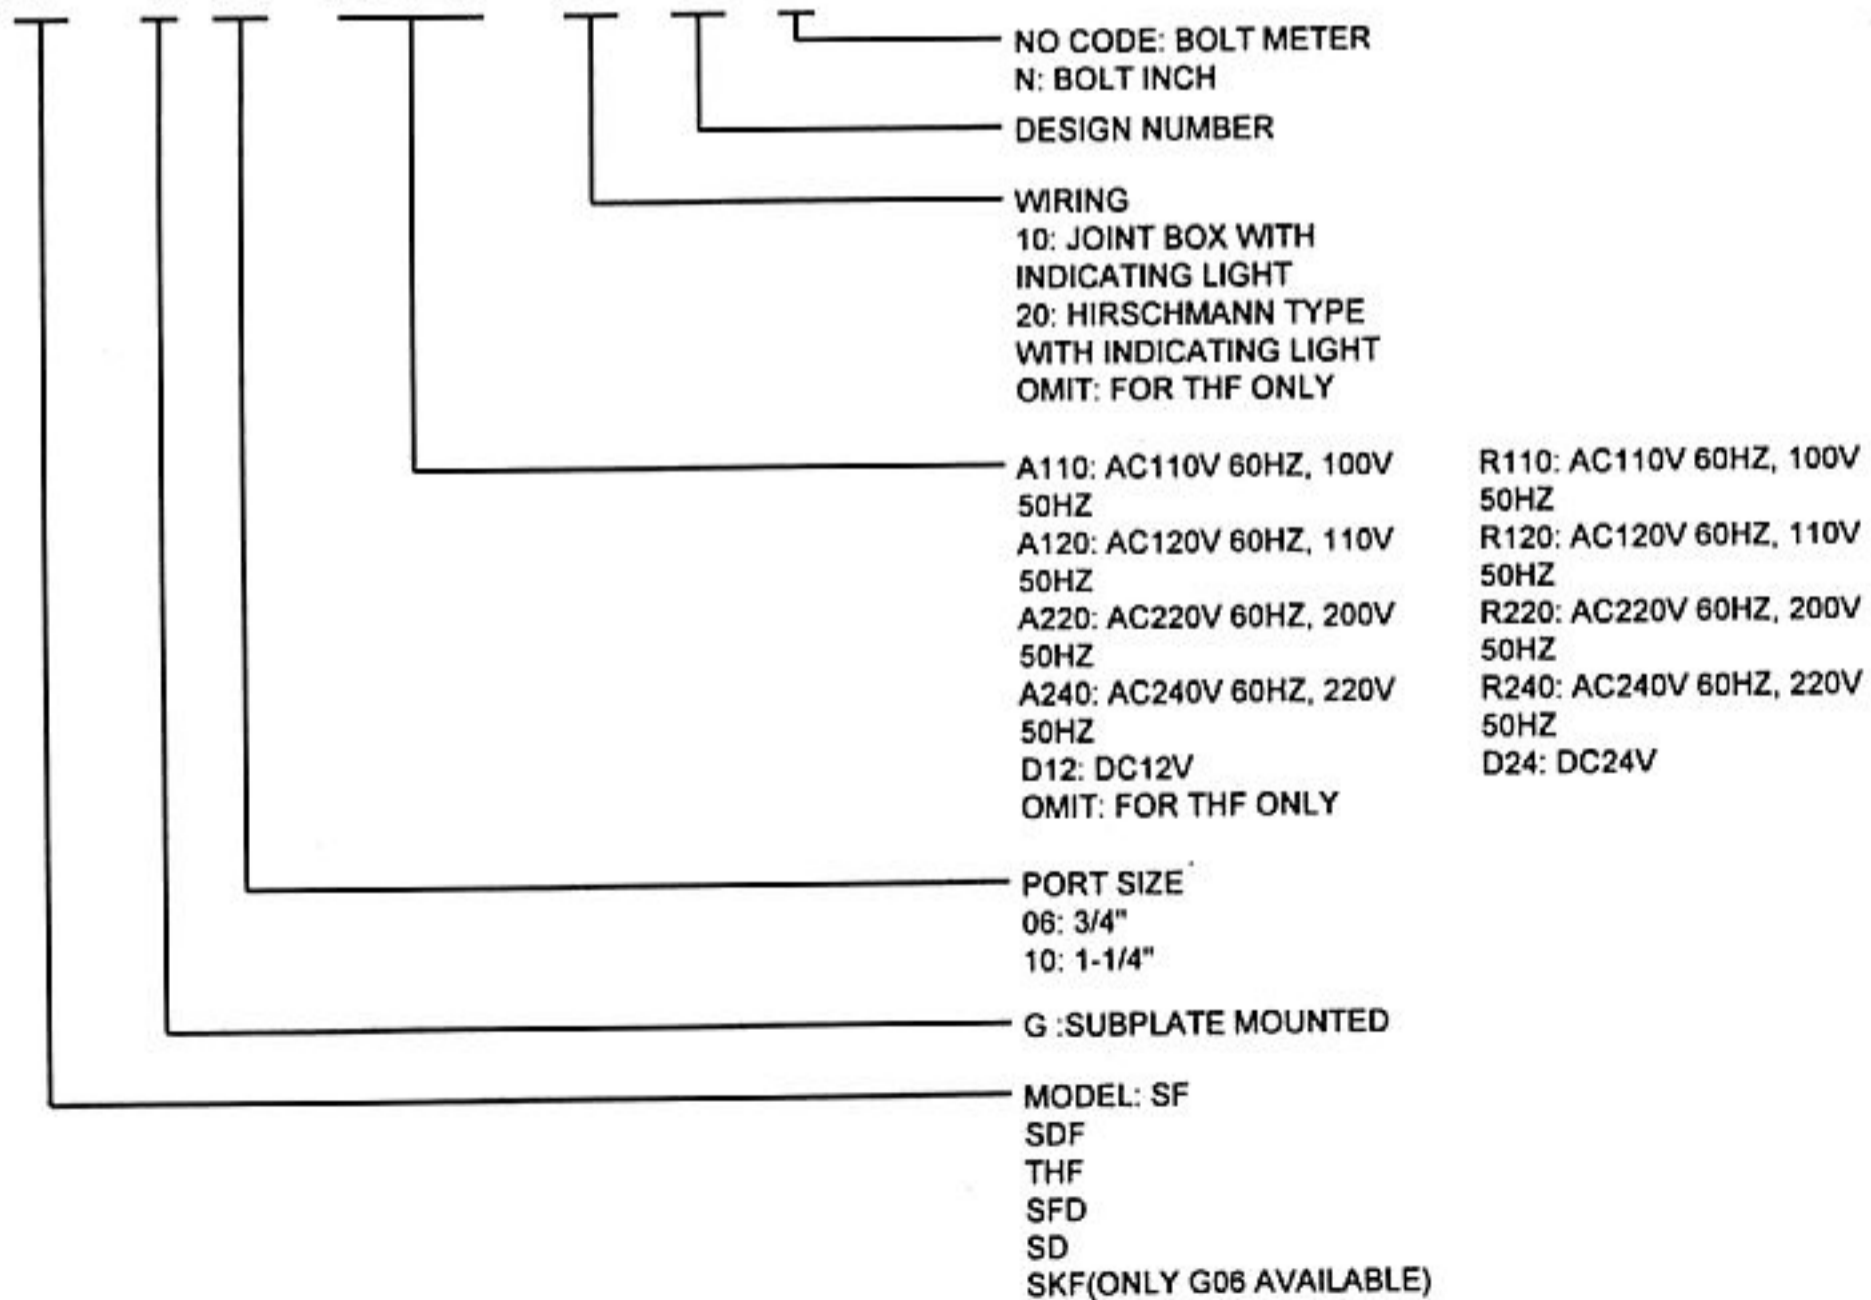 NO CODE: BOLT METER
N: BOLT INCH
DESIGN NUMBER
WIRING
10: JOINT BOX WITH
INDICATING LIGHT
20: HIRSCHMANN TYPE
WITH INDICATING LIGHT
OMIT: FOR THF ONLY
A110: AC110V 60HZ, 100V
50HZ
A120: AC120V 60HZ, 110V
50HZ
A220: AC220V 60HZ, 200V
50HZ
A240: AC240V 60HZ, 220V
50HZ
D12: DC12V
OMIT: FOR THF ONLY
R110: AC110V 60HZ, 100V
50HZ
R120: AC120V 60HZ, 110V
50HZ
R220: AC220V 60HZ, 200V
50HZ
R240: AC240V 60HZ, 220V
50HZ
D24: DC24V
PORT SIZE
06: 3/4"
10: 1-1/4"
G :SUBPLATE MOUNTED
MODEL: SF
SDF
THF
SFD
SD
SKF(ONLY G06 AVAILABLE)